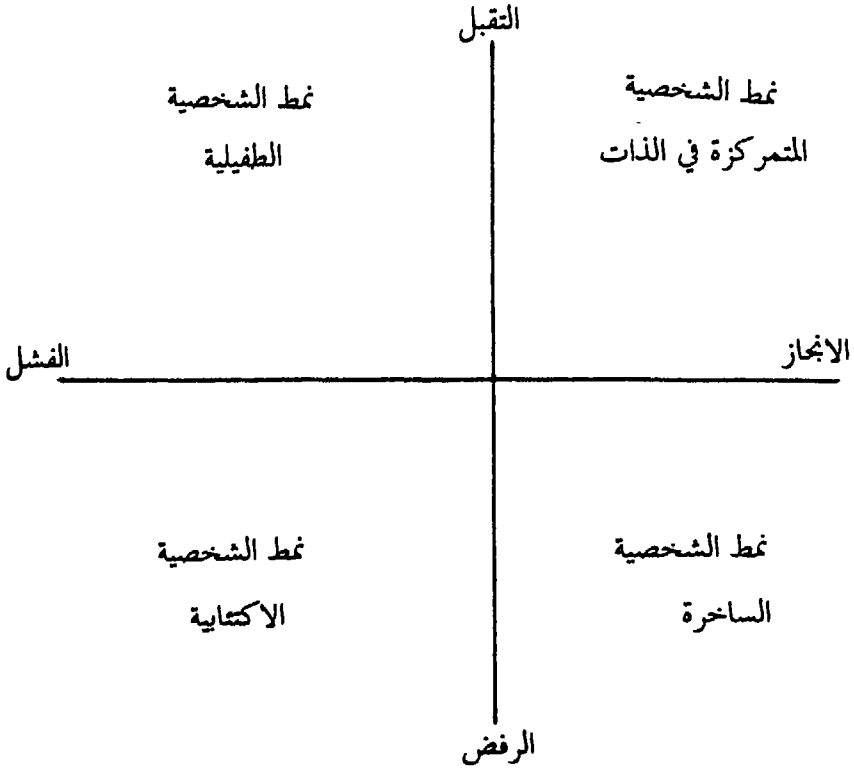 التقبل
نمط الشخصية
المتمركزة في الذات
نمط الشخصية
الطفيلية
الانجاز
الفشل
نمط الشخصية
الساخرة
نمط الشخصية
الاكتئابية
الرفض